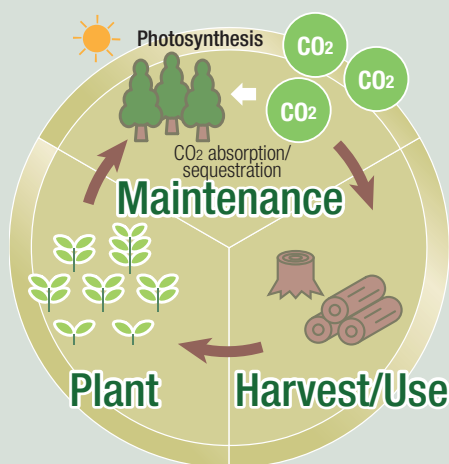 Photosynthesis
CO2
CO2
CO2
CO2 absorption/
sequestration
Maintenance
Plant
Harvest/Use